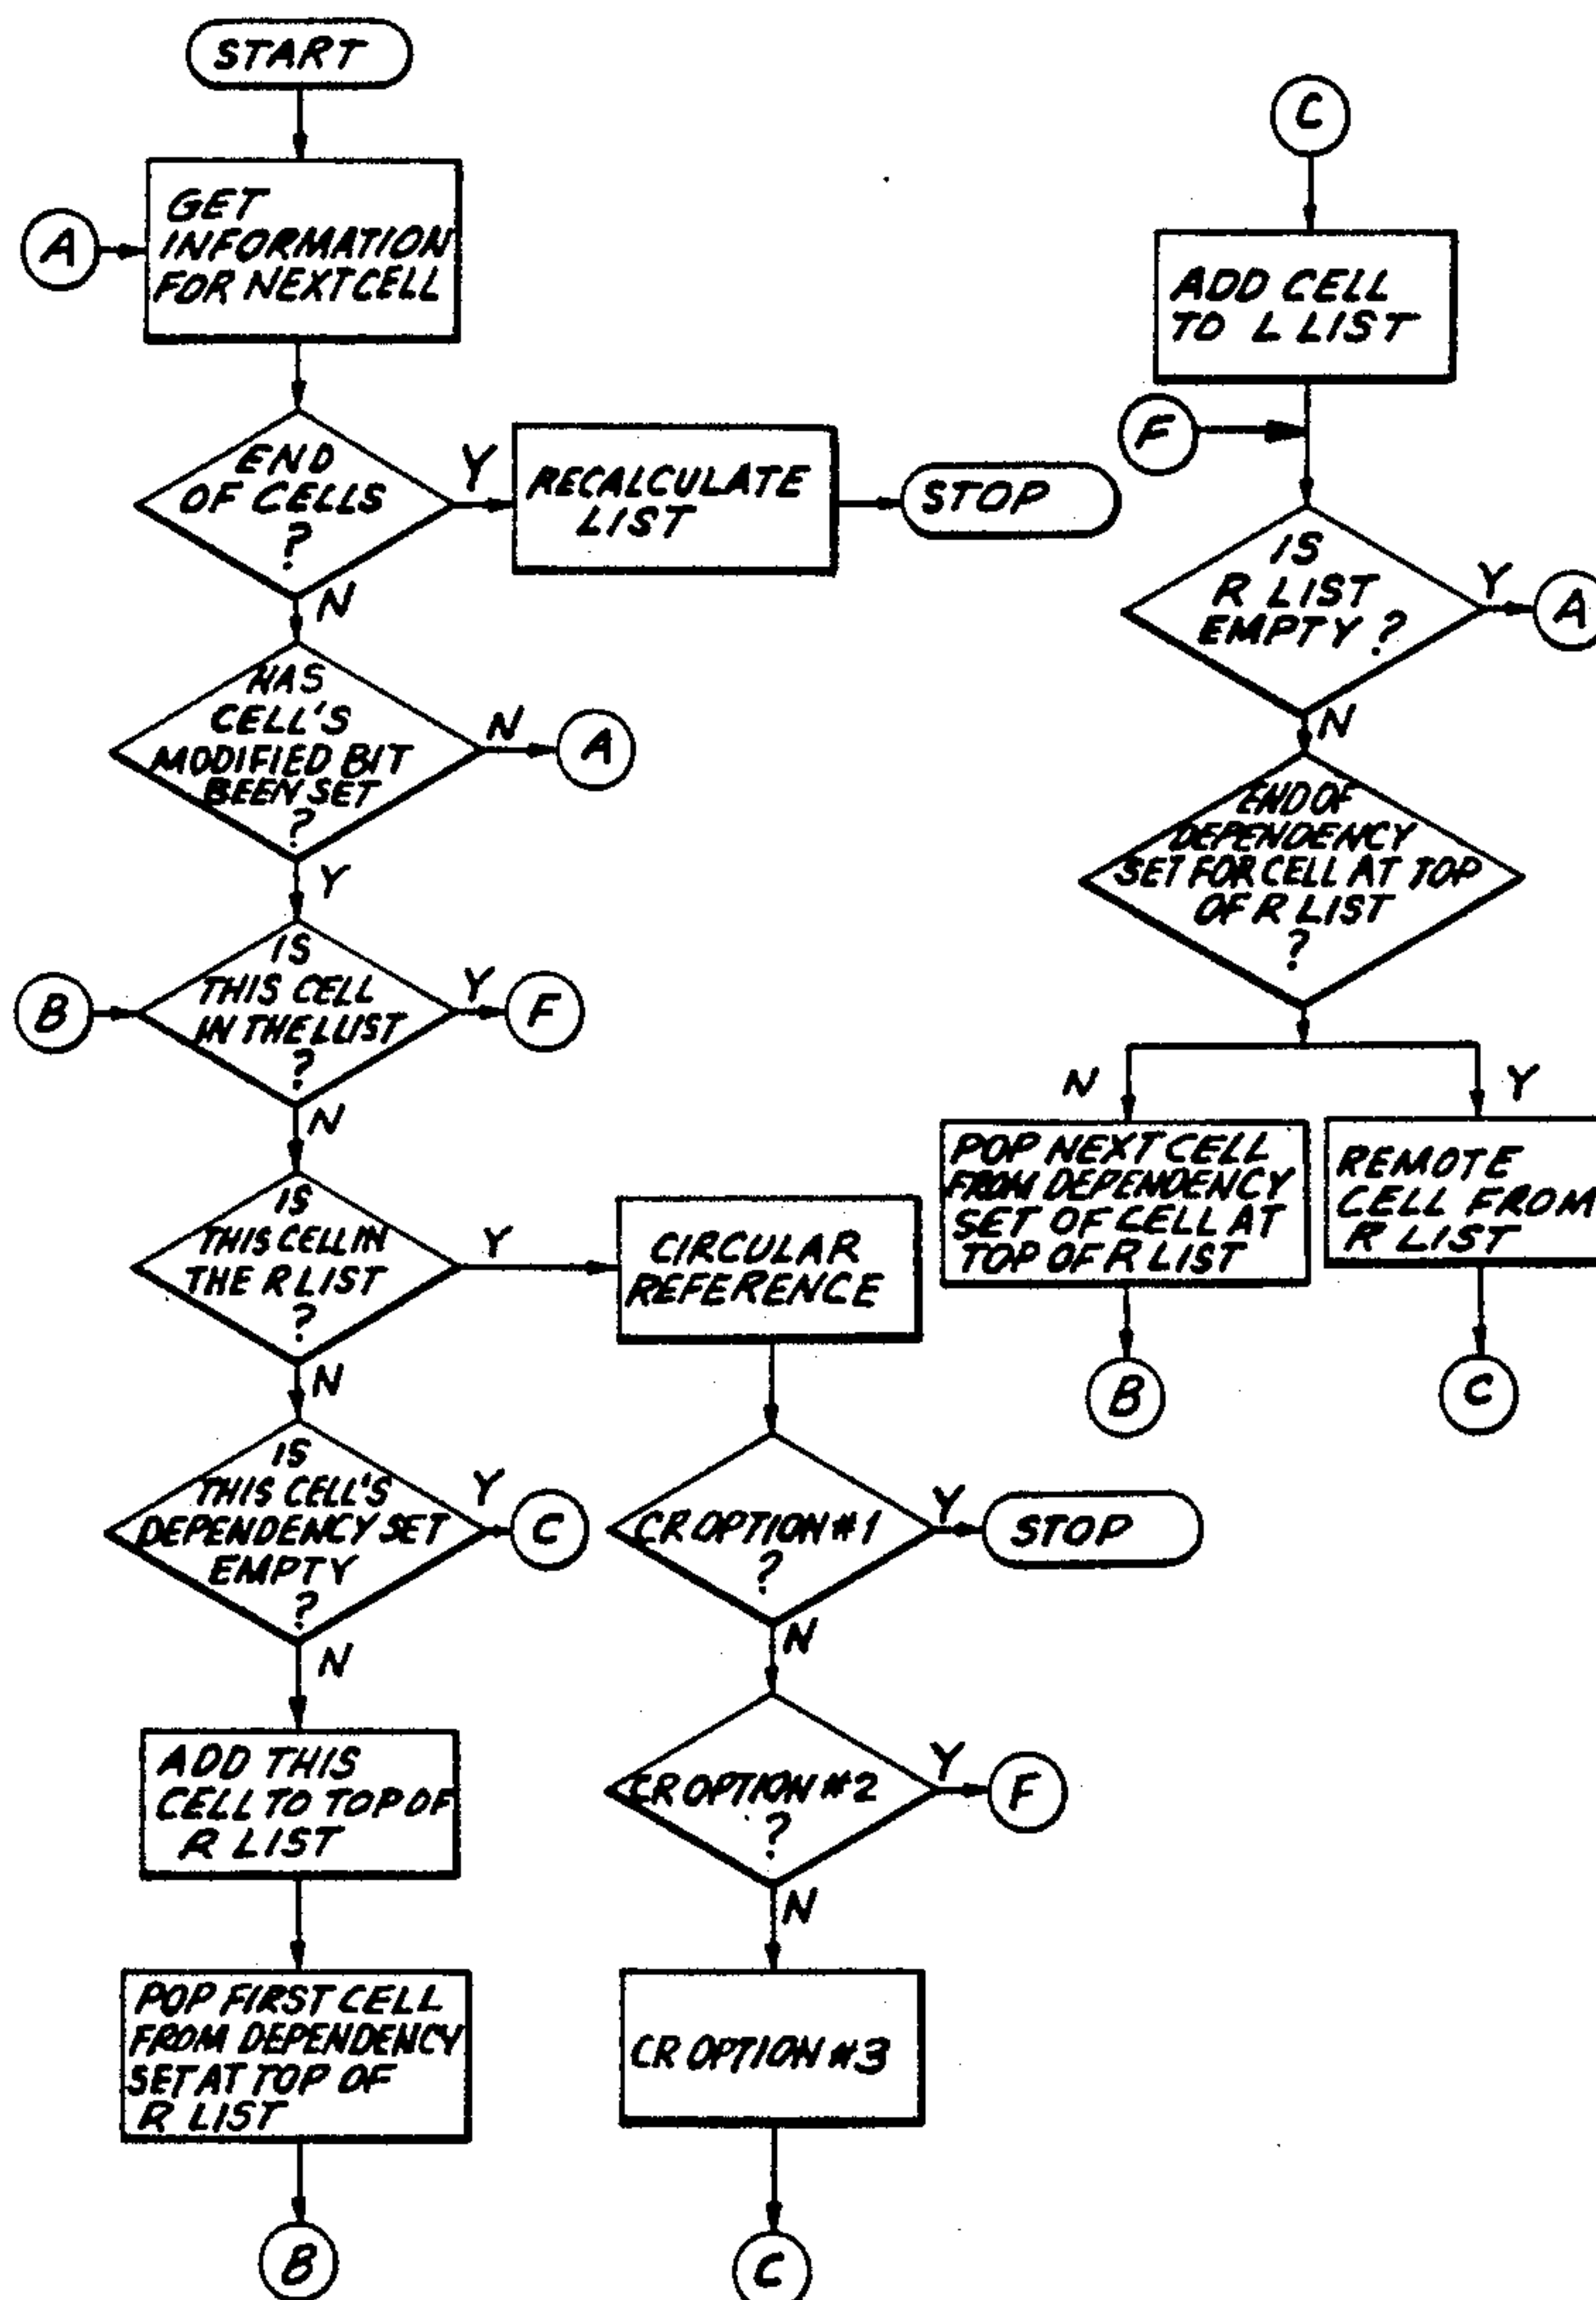 START
A
GET
INFORMATION
FOR NEXT CELL
END
OF CELLS
?
Y
RECALCULATE
LIST
STOP
N
HAS
CELL'S
MODIFIED BIT
BEEN SET
?
N
A
Y
B
IS
THIS CELL
IN THE L LIST
?
Y
F
N
IS
THIS CELL IN
THE R LIST
?
Y
CIRCULAR
REFERENCE
N
IS
THIS CELL'S
DEPENDENCY SET
EMPTY
?
Y
C
N
ADD THIS
CELL TO TOP OF
R LIST
POP FIRST CELL
FROM DEPENDENCY
SET AT TOP OF
R LIST
B
CR OPTION #1
?
Y
STOP
N
CR OPTION #2
?
Y
F
N
CR OPTION #3
C
C
ADD CELL
TO L LIST
F
IS
R LIST
EMPTY ?
Y
A
N
END OF
DEPENDENCY
SET FOR CELL AT TOP
OF R LIST
?
N
Y
POP NEXT CELL
FROM DEPENDENCY
SET OF CELL AT
TOP OF R LIST
B
REMOTE
CELL FROM
R LIST
C